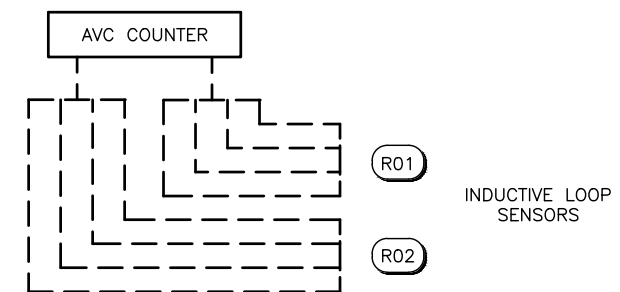 AVC COUNTER
R01
INDUCTIVE LOOP
SENSORS
R02